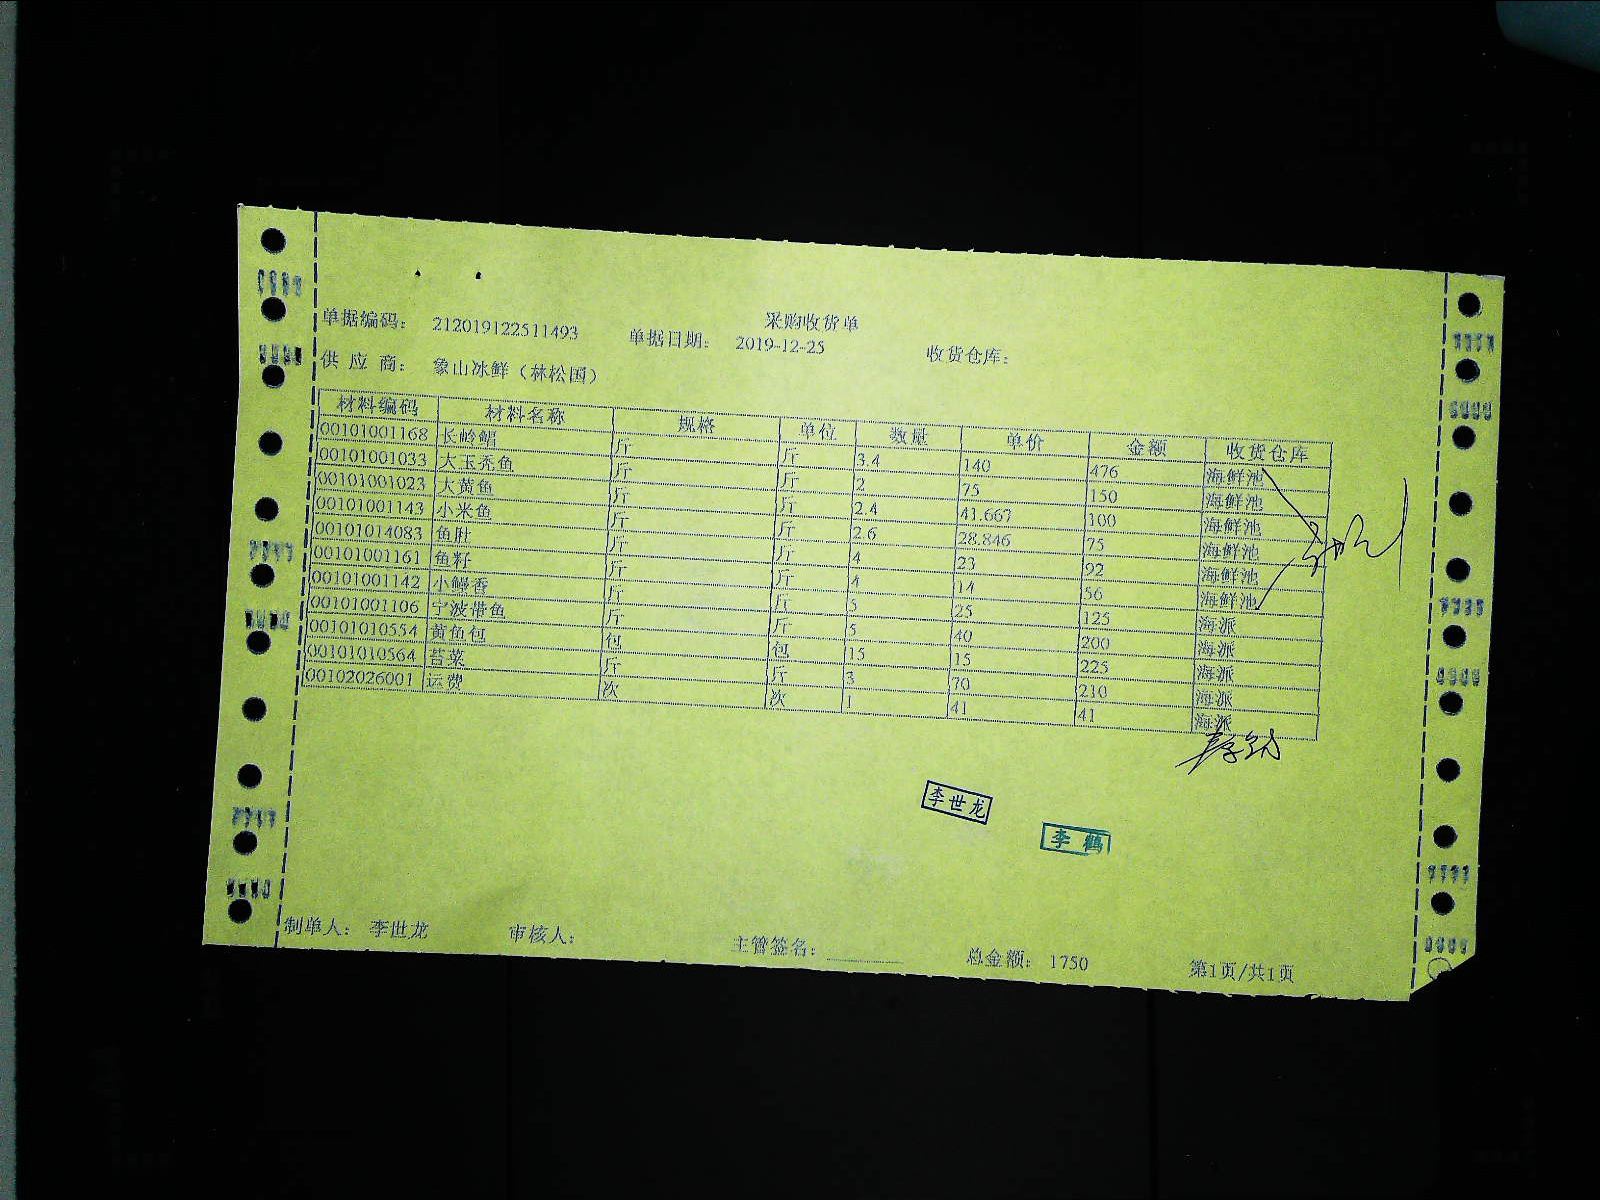 采购收货单
单据编码： 212019122511493 单据日期： 2019-12-25 收货仓库：
供 应 商： 象山冰鲜（林松国）
材料编码 材料名称 规格 单位 数量 单价 金额 收货仓库
00101001168 长岭鲳 斤 斤 3.4 140 476 海鲜池
00101001033 大玉秃鱼 斤 斤 2 75 150 海鲜池
00101001023 大黄鱼 斤 斤 2.4 41.667 100 海鲜池
00101001143 小米鱼 斤 斤 2.6 28.846 75 海鲜池
00101014083 鱼肚 斤 斤 4 23 92 海鲜池
00101001161 鱼籽 斤 斤 4 14 56 海鲜池
00101001142 小鳗香 斤 斤 5 25 125 海派
00101001106 宁波带鱼 斤 斤 5 40 200 海派
00101010554 黄鱼包 包 包 15 15 225 海派
00101010564 苔菜 斤 斤 3 70 210 海派
00102026001 运费 次 次 1 41 41 海派
李世龙
李 鹤
制单人： 李世龙 审核人： 主管签名： 总金额： 1750 第1页/共1页